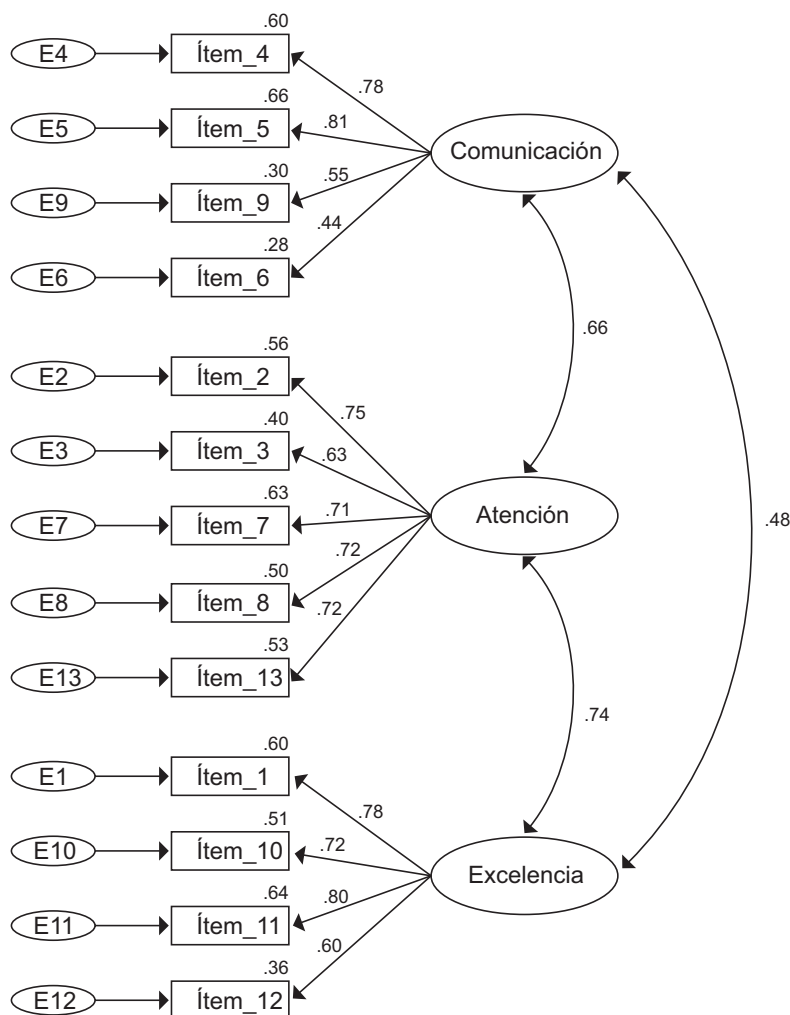 .60
E4 Ítem_4
.78
.66
E5 Ítem_5 .81
Comunicación
.30
E9 Ítem_9 .55
.44
.28
E6 Ítem_6
.66
.56
E2 Ítem_2
.75
.40
E3 Ítem_3 .63
.63
E7 Ítem_7 .71
Atención
.48
.72
.50
E8 Ítem_8
.72
.53
E13 Ítem_13
.74
.60
E1 Ítem_1
.78
.51
E10 Ítem_10 .72
Excelencia
.64
E11 Ítem_11 .80
.60
.36
E12 Ítem_12